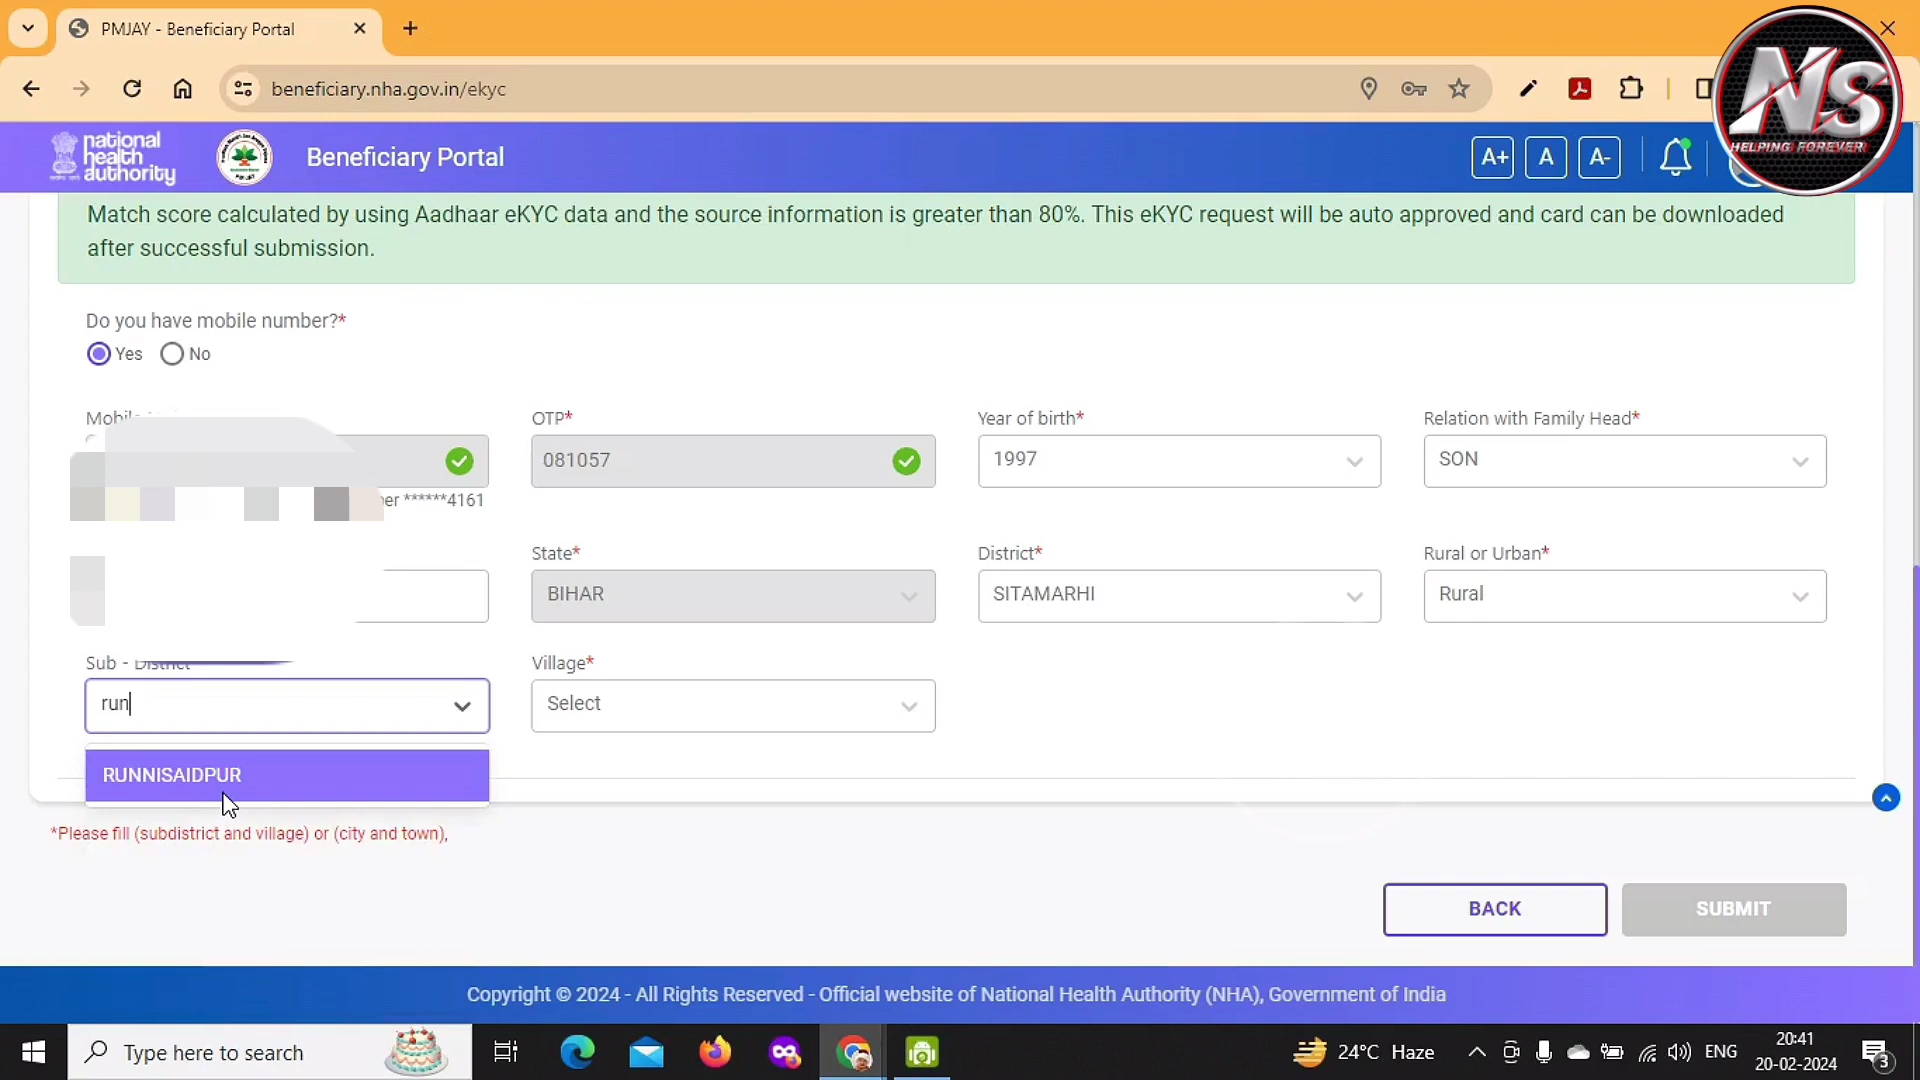 PMJAY - Beneficiary Portal
beneficiary.nha.gov.in/ekyc
NS
HELPING FOREVER
national
health
authority
PM-JAY
Beneficiary Portal
A+ A A-
Match score calculated by using Aadhaar eKYC data and the source information is greater than 80%. This eKYC request will be auto approved and card can be downloaded
after successful submission.
Do you have mobile number?*
Yes No
OTP* Year of birth* Relation with Family Head*
081057 1997 SON
******4161
State* District* Rural or Urban*
BIHAR SITAMARHI Rural
Sub - District Village*
run Select
RUNNISAIDPUR
*Please fill (subdistrict and village) or (city and town),
BACK SUBMIT
Copyright © 2024 - All Rights Reserved - Official website of National Health Authority (NHA), Government of India
Type here to search
24°C Haze
ENG
20:41
20-02-2024
3